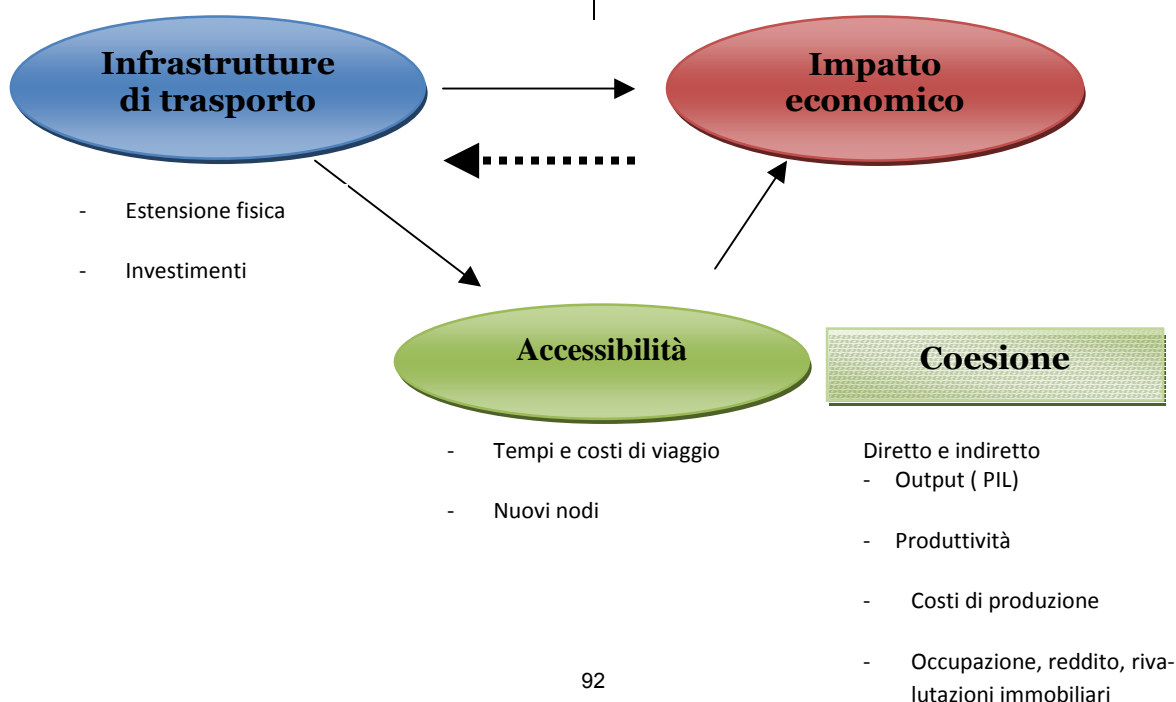 Infrastrutture
di trasporto
Impatto
economico
- Estensione fisica
- Investimenti
Accessibilità
Coesione
- Tempi e costi di viaggio
- Nuovi nodi
Diretto e indiretto
- Output ( PIL)
- Produttività
- Costi di produzione
- Occupazione, reddito, riva-
lutazioni immobiliari
92